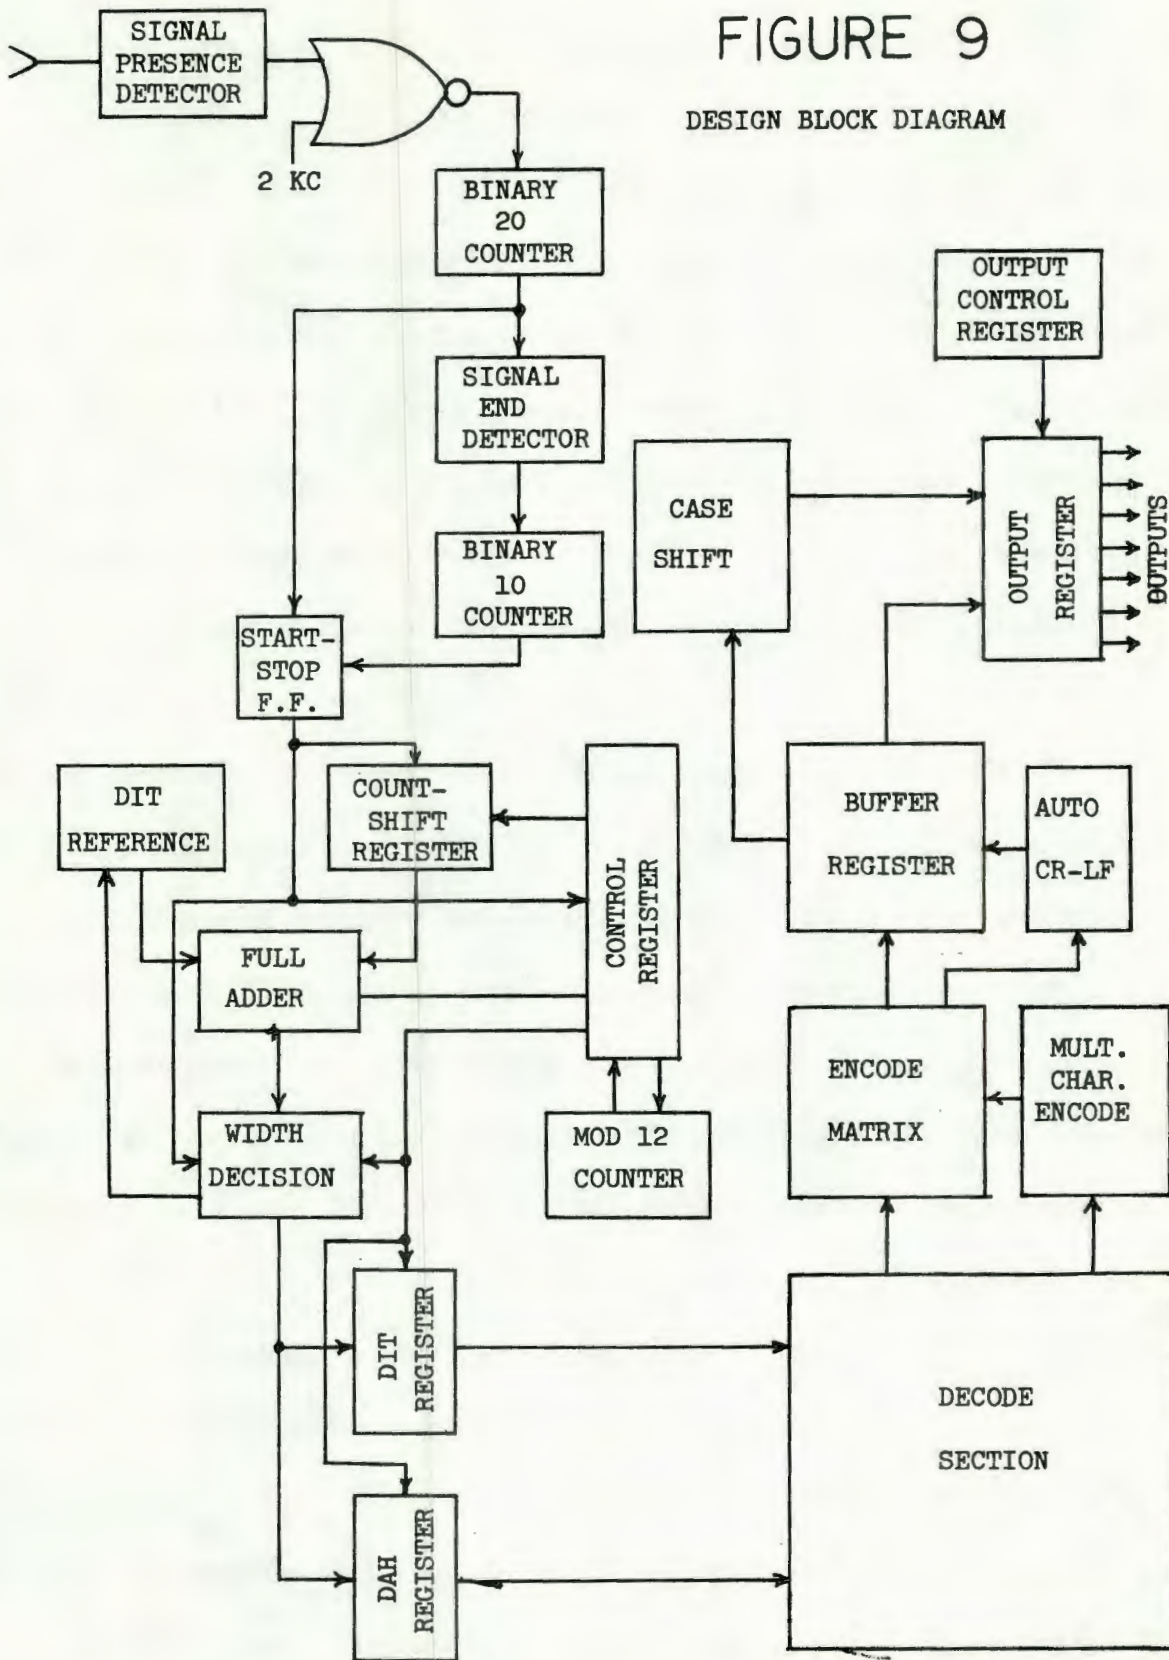 FIGURE 9
DESIGN BLOCK DIAGRAM
SIGNAL
PRESENCE
DETECTOR
2 KC
BINARY
20
COUNTER
SIGNAL
END
DETECTOR
BINARY
10
COUNTER
START-
STOP
F.F.
DIT
REFERENCE
COUNT-
SHIFT
REGISTER
FULL
ADDER
WIDTH
DECISION
CONTROL
REGISTER
MOD 12
COUNTER
DIT
REGISTER
DAH
REGISTER
OUTPUT
CONTROL
REGISTER
CASE
SHIFT
OUTPUT
REGISTER
OUTPUTS
BUFFER
REGISTER
AUTO
CR-LF
ENCODE
MATRIX
MULT.
CHAR.
ENCODE
DECODE
SECTION